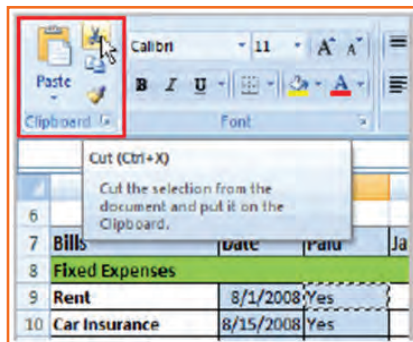 Calibri 11 A A
Paste B I U A
Clipboard Font
Cut (Ctrl+X)
Cut the selection from the
document and put it on the
Clipboard.
6
7 Bills Date Paid Ja
8 Fixed Expenses
9 Rent 8/1/2008 Yes
10 Car Insurance 8/15/2008 Yes